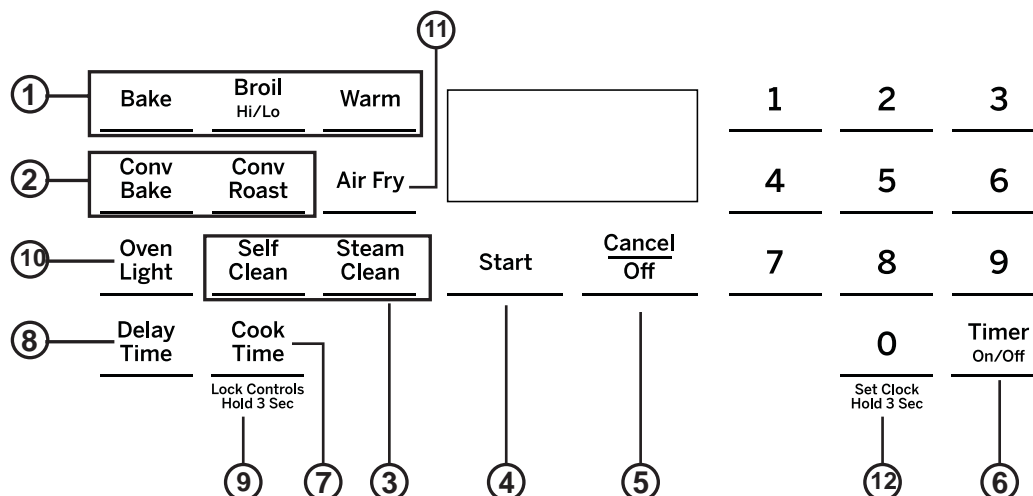 11
1
Bake
Broil
Hi/Lo
Warm
1
2
3
2
Conv
Bake
Conv
Roast
Air Fry
4
5
6
10
Oven
Light
Self
Clean
Steam
Clean
Start
Cancel
Off
7
8
9
8
Delay
Time
Cook
Time
Lock Controls
Hold 3 Sec
0
Set Clock
Hold 3 Sec
Timer
On/Off
9
7
3
4
5
12
6